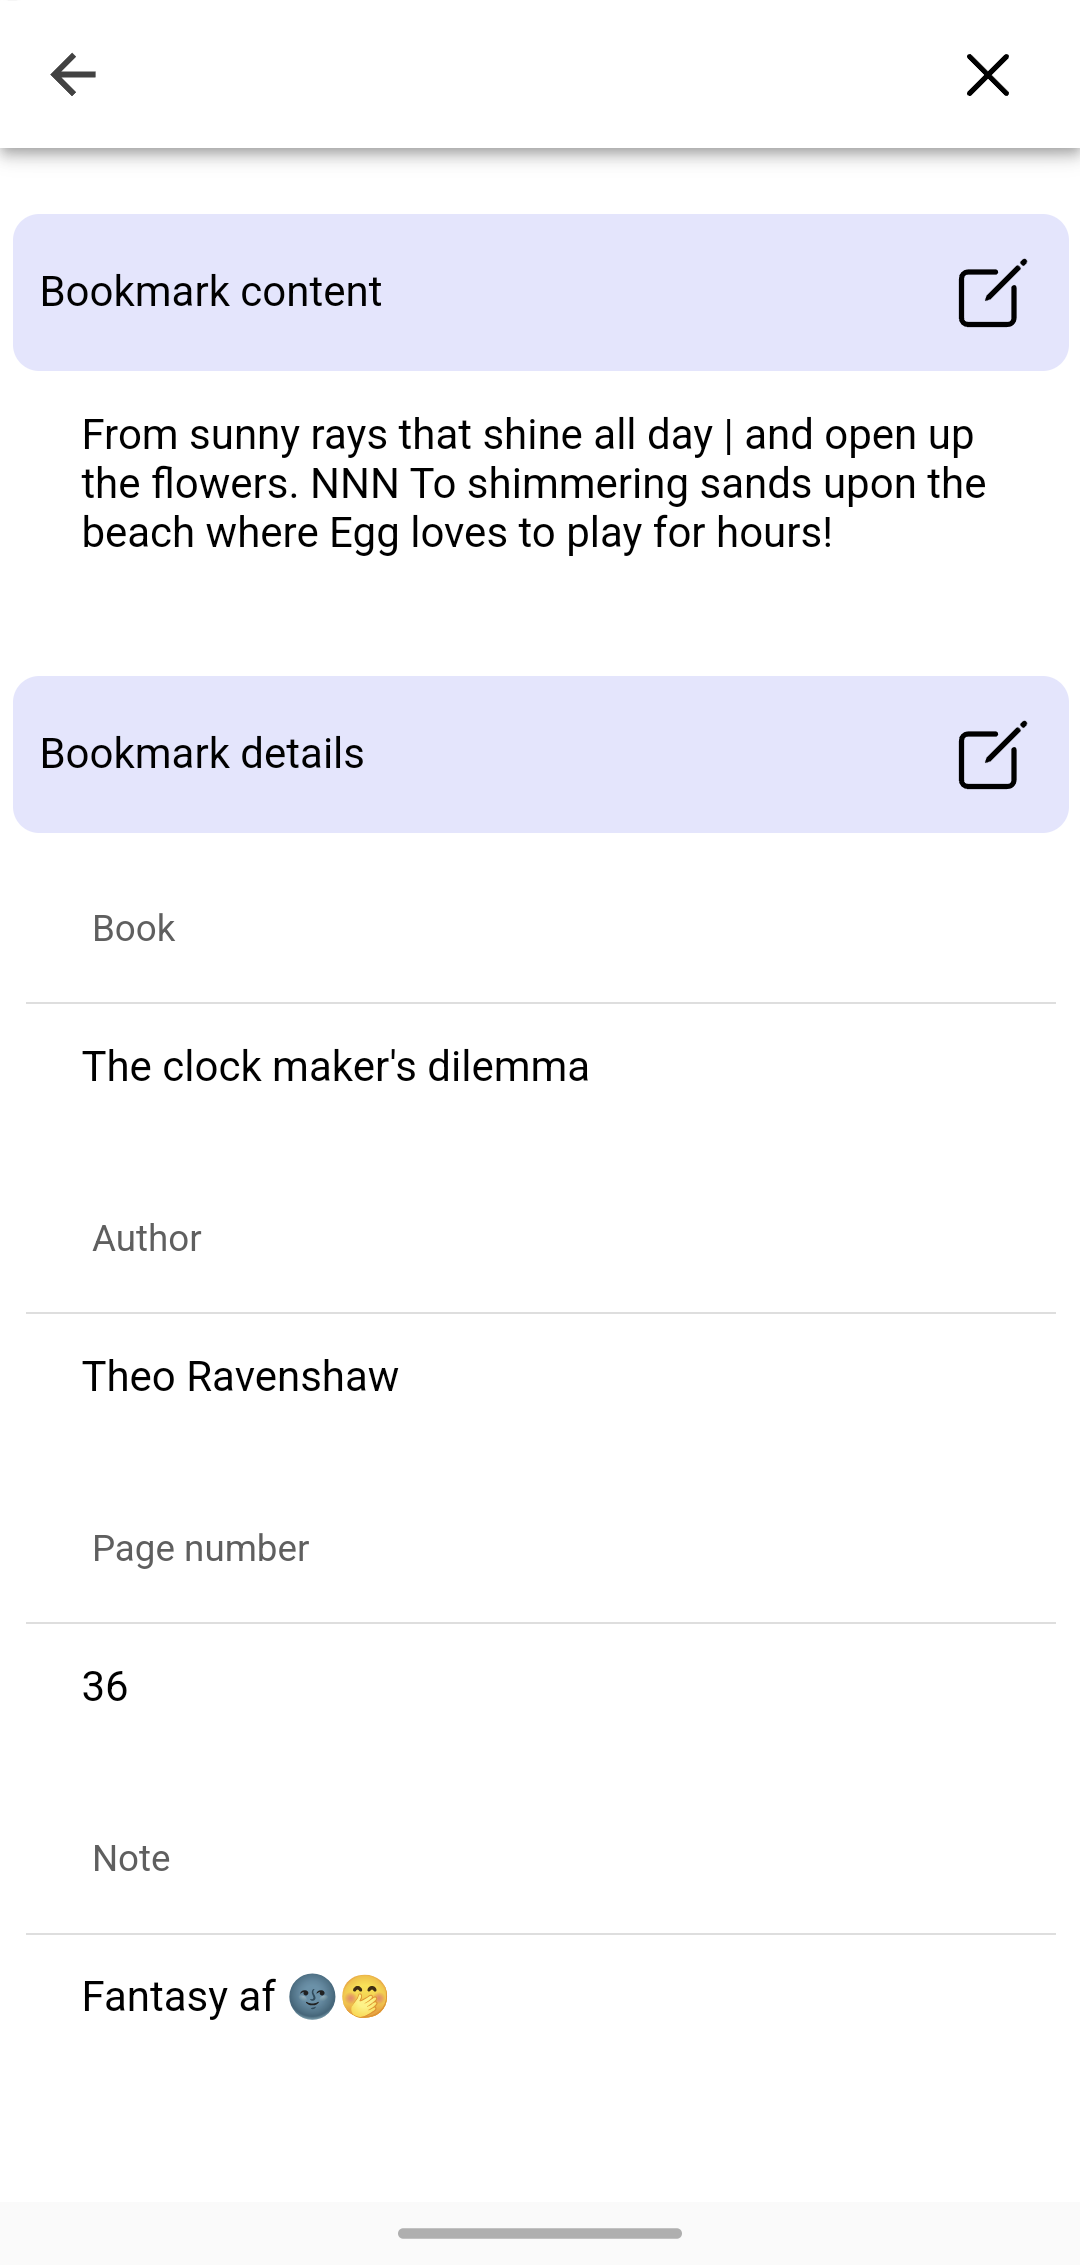 Bookmark content
From sunny rays that shine all day | and open up
the flowers. NNN To shimmering sands upon the
beach where Egg loves to play for hours!
Bookmark details
Book
The clock maker's dilemma
Author
Theo Ravenshaw
Page number
36
Note
Fantasy af 🌚🤭